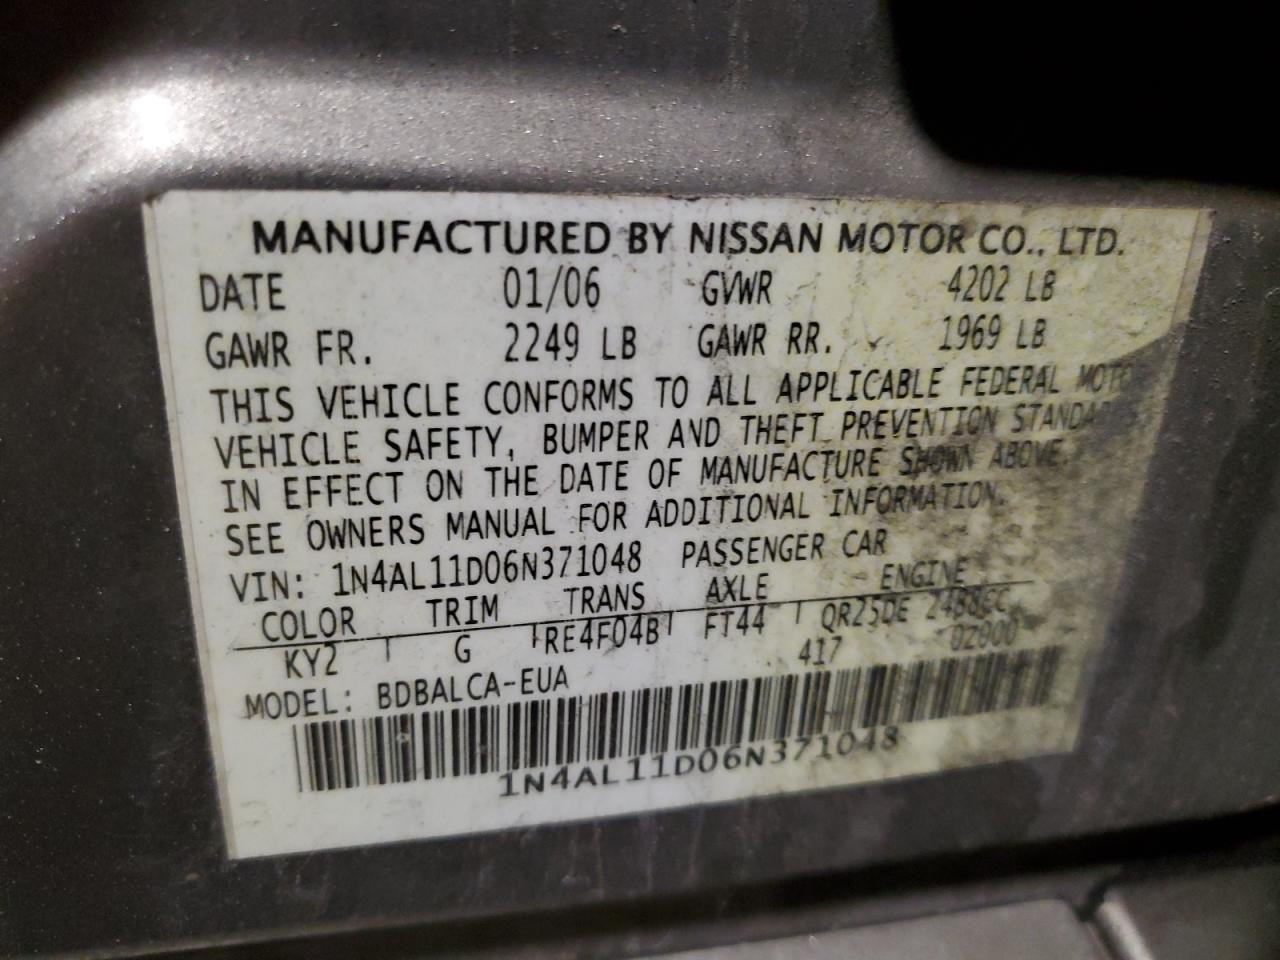 MANUFACTURED BY NISSAN MOTOR CO., LTD.
DATE 01/06 GVWR 4202 LB
GAWR FR. 2249 LB GAWR RR. 1969 LB
THIS VEHICLE CONFORMS TO ALL APPLICABLE FEDERAL MOTOR
VEHICLE SAFETY, BUMPER AND THEFT PREVENTION STANDARDS
IN EFFECT ON THE DATE OF MANUFACTURE SHOWN ABOVE.
SEE OWNERS MANUAL FOR ADDITIONAL INFORMATION.
VIN: 1N4AL11D06N371048 PASSENGER CAR
COLOR TRIM TRANS AXLE ENGINE
KY2 G RE4F04B FT44 QR25DE 2488CC
417 0Z000
MODEL: BDBALCA-EUA
1N4AL11D06N371048